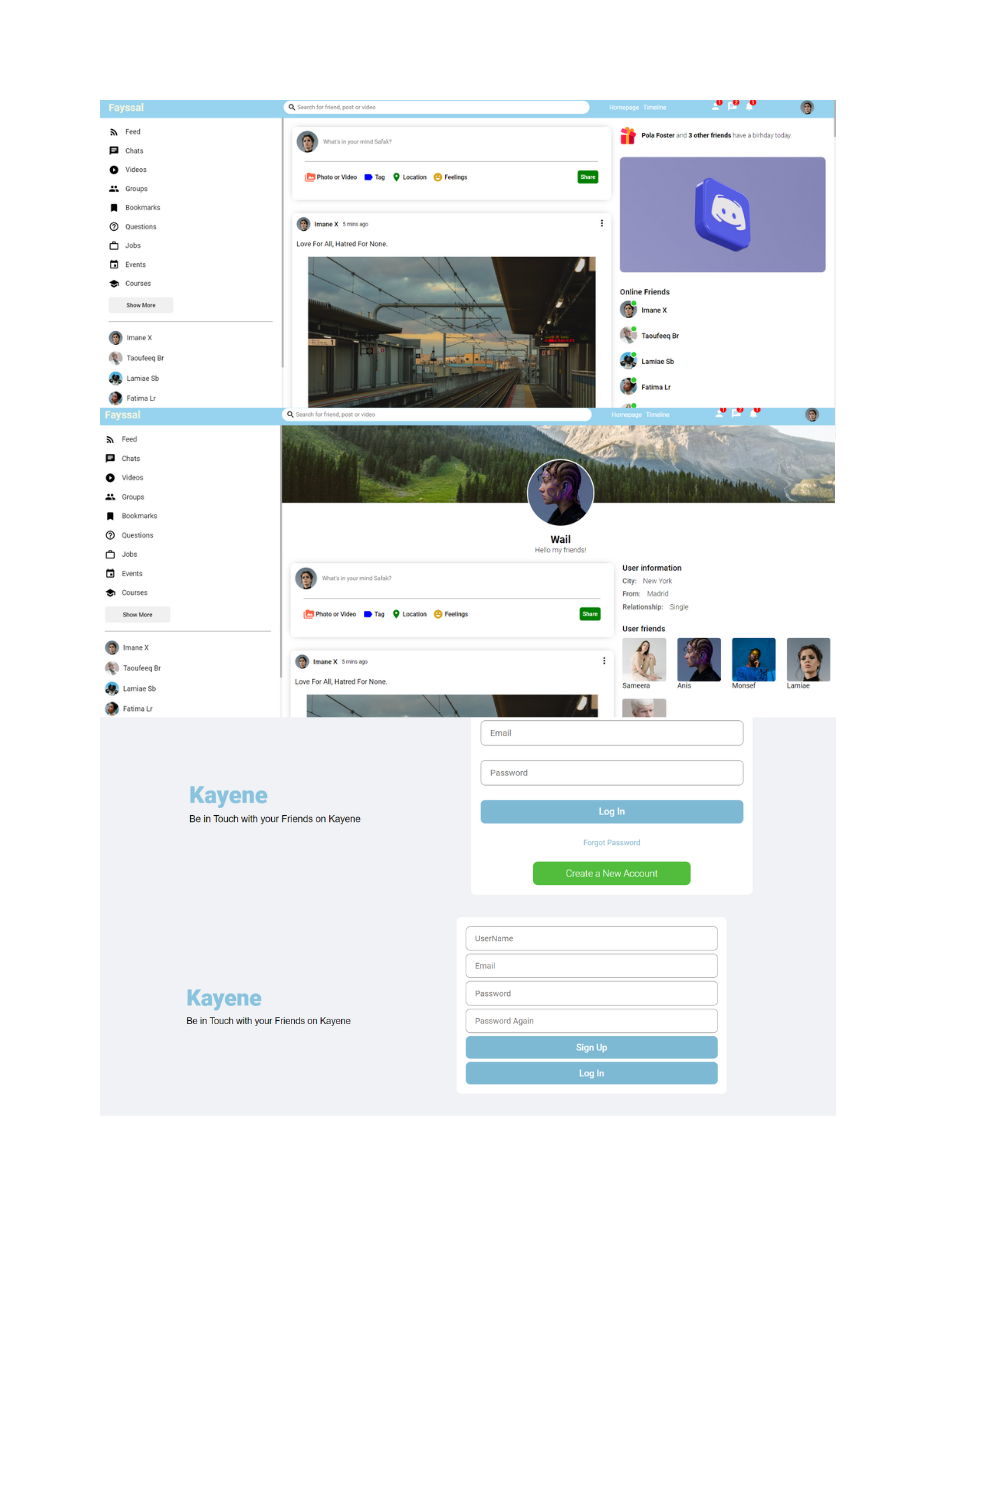 Fayssal
Search for friend, post or video
Homepage Timeline
1 2 1
Feed
Chats
Videos
Groups
Bookmarks
Questions
Jobs
Events
Courses
Show More
Imane X
Taoufeeq Br
Lamiae Sb
Fatima Lr
What's in your mind Safak?
Photo or Video Tag Location Feelings Share
Imane X 5 mins ago
Love For All, Hatred For None.
Pola Foster and 3 other friends have a birhday today.
Online Friends
Imane X
Taoufeeq Br
Lamiae Sb
Fatima Lr
Fayssal
Search for friend, post or video
Homepage Timeline
1 2 1
Feed
Chats
Videos
Groups
Bookmarks
Questions
Jobs
Events
Courses
Show More
Imane X
Taoufeeq Br
Lamiae Sb
Fatima Lr
Wail
Hello my friends!
What's in your mind Safak?
Photo or Video Tag Location Feelings Share
Imane X 5 mins ago
Love For All, Hatred For None.
User information
City: New York
From: Madrid
Relationship: Single
User friends
Sameera Anis Monsef Lamiae
Kayene
Be in Touch with your Friends on Kayene
Email
Password
Log In
Forgot Password
Create a New Account
Kayene
Be in Touch with your Friends on Kayene
UserName
Email
Password
Password Again
Sign Up
Log In